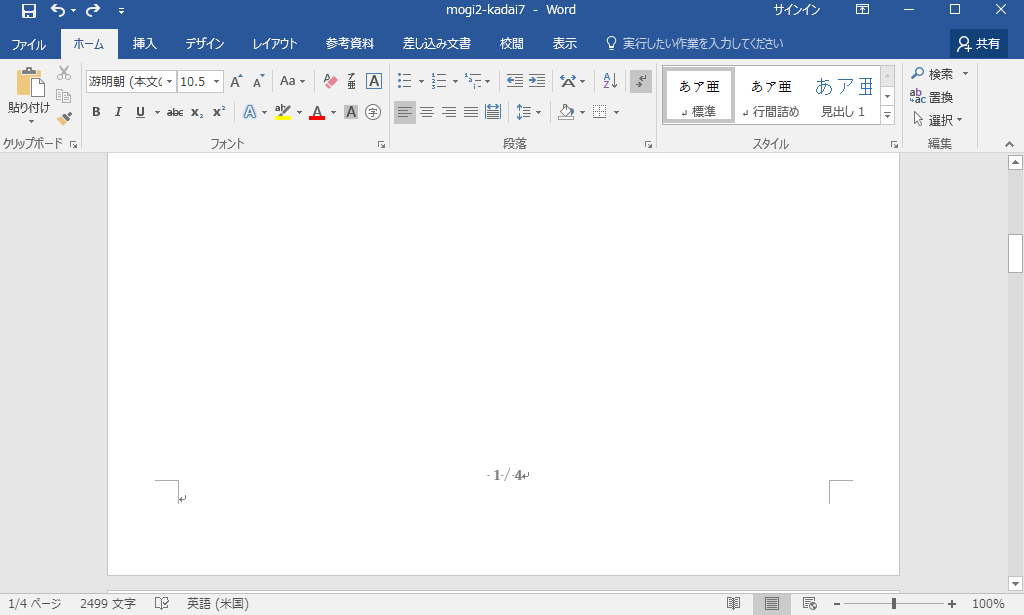 mogi2-kadai7 - Word
サインイン
ファイル ホーム 挿入 デザイン レイアウト 参考資料 差し込み文書 校閲 表示 実行したい作業を入力してください 共有
貼り付け
游明朝 (本文( 10.5 A A Aa A
B I U abc X₂ X² A A A 字
あア亜 あア亜 あア亜
↲ 標準 ↲ 行間詰め 見出し 1
検索
置換
選択
クリップボード フォント 段落 スタイル 編集
1 / 4
1/4 ページ 2499 文字 英語 (米国) 100%